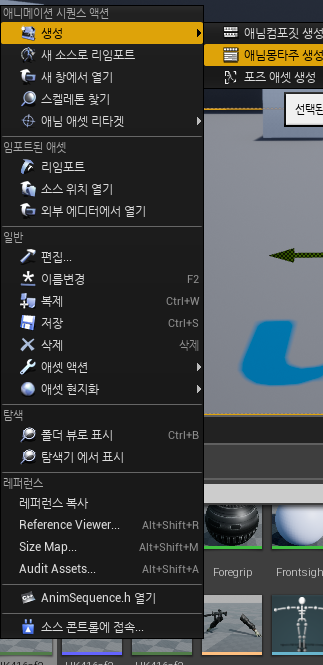 애니메이션 시퀀스 액션
생성
애님컴포짓 생성
새 소스로 리임포트
애님몽타주 생성
새 창에서 열기
포즈 애셋 생성
스켈레톤 찾기
선택된
애님 애셋 리타겟
임포트된 애셋
리임포트
소스 위치 열기
외부 에디터에서 열기
일반
편집...
이름변경 F2
복제 Ctrl+W
저장 Ctrl+S
삭제 삭제
애셋 액션
애셋 현지화
탐색
폴더 뷰로 표시 Ctrl+B
탐색기 에서 표시
레퍼런스
레퍼런스 복사
Reference Viewer... Alt+Shift+R
Size Map... Alt+Shift+M
Audit Assets... Alt+Shift+A
Foregrip Frontsigh
AnimSequence.h 열기
소스 콘트롤에 접속...